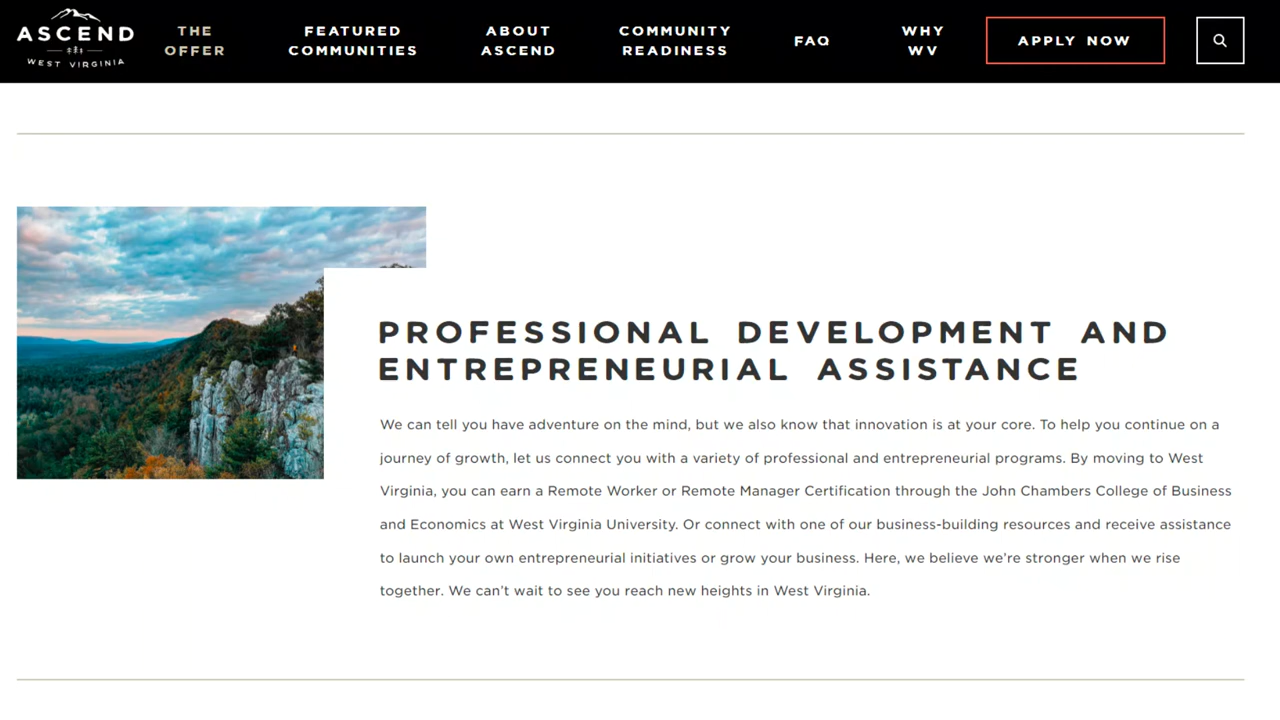 ASCEND
WEST VIRGINIA
THE
OFFER
FEATURED
COMMUNITIES
ABOUT
ASCEND
COMMUNITY
READINESS
FAQ
WHY
WV
APPLY NOW
PROFESSIONAL DEVELOPMENT AND
ENTREPRENEURIAL ASSISTANCE
We can tell you have adventure on the mind, but we also know that innovation is at your core. To help you continue on a
journey of growth, let us connect you with a variety of professional and entrepreneurial programs. By moving to West
Virginia, you can earn a Remote Worker or Remote Manager Certification through the John Chambers College of Business
and Economics at West Virginia University. Or connect with one of our business-building resources and receive assistance
to launch your own entrepreneurial initiatives or grow your business. Here, we believe we’re stronger when we rise
together. We can’t wait to see you reach new heights in West Virginia.